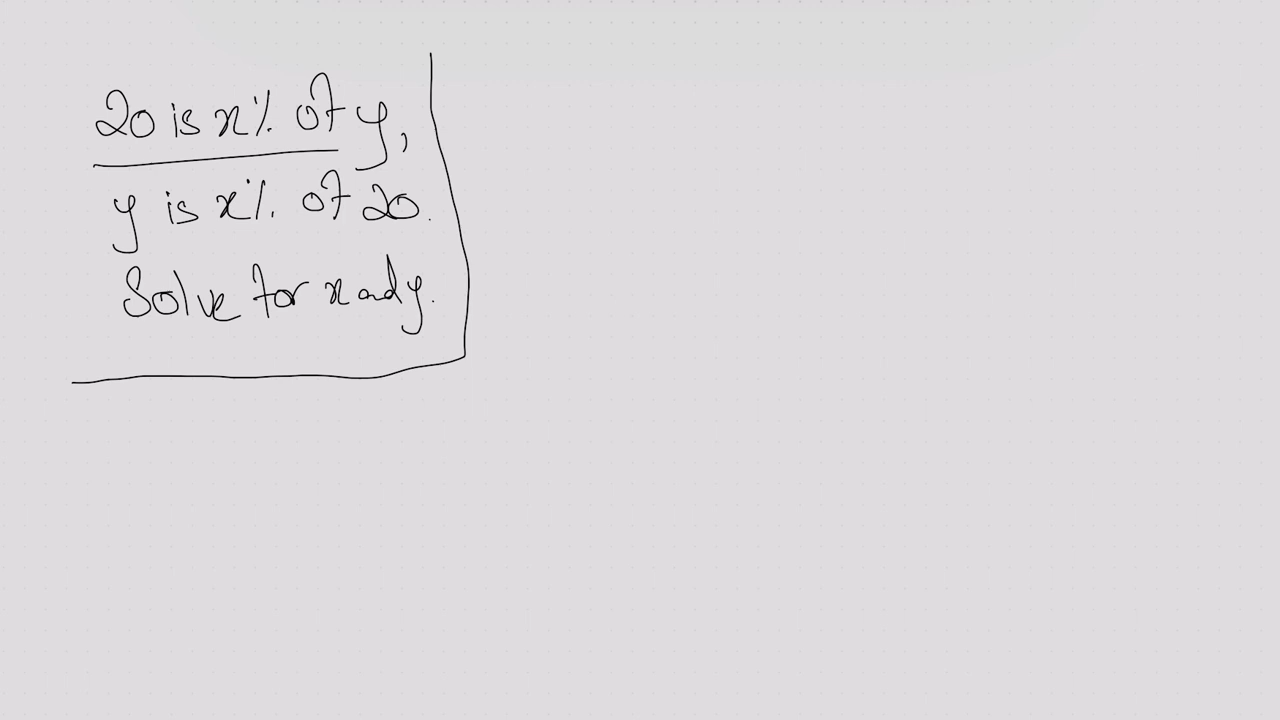 20 is x% of y,
y is x% of 20.
Solve for x and y.